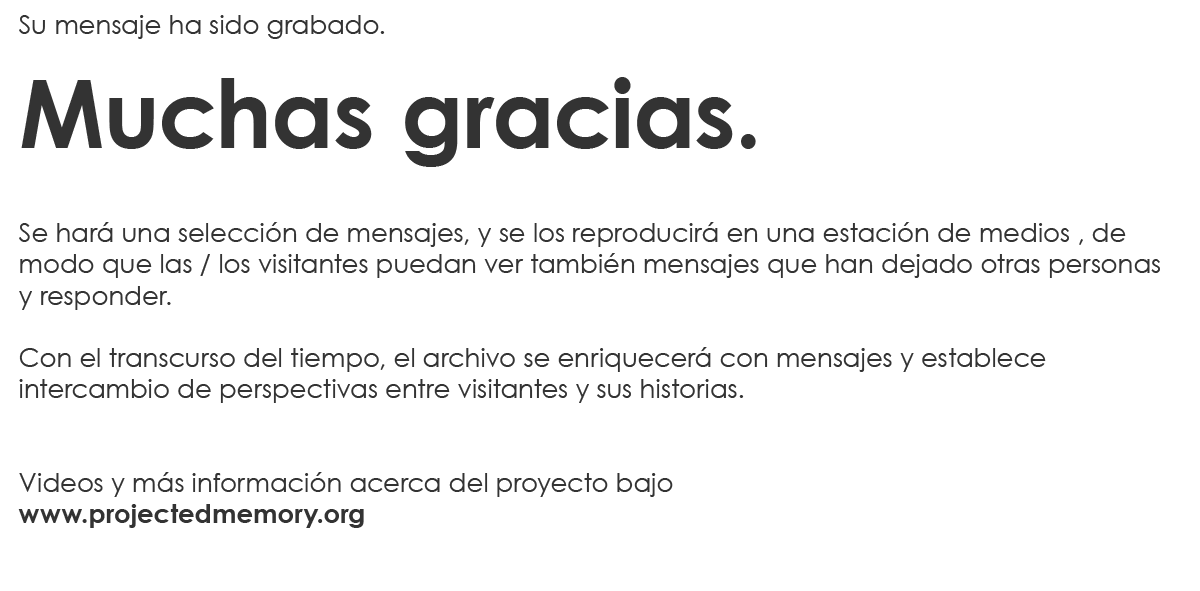 Su mensaje ha sido grabado.
Muchas gracias.
Se hará una selección de mensajes, y se los reproducirá en una estación de medios , de
modo que las / los visitantes puedan ver también mensajes que han dejado otras personas
y responder.
Con el transcurso del tiempo, el archivo se enriquecerá con mensajes y establece
intercambio de perspectivas entre visitantes y sus historias.
Videos y más información acerca del proyecto bajo
www.projectedmemory.org